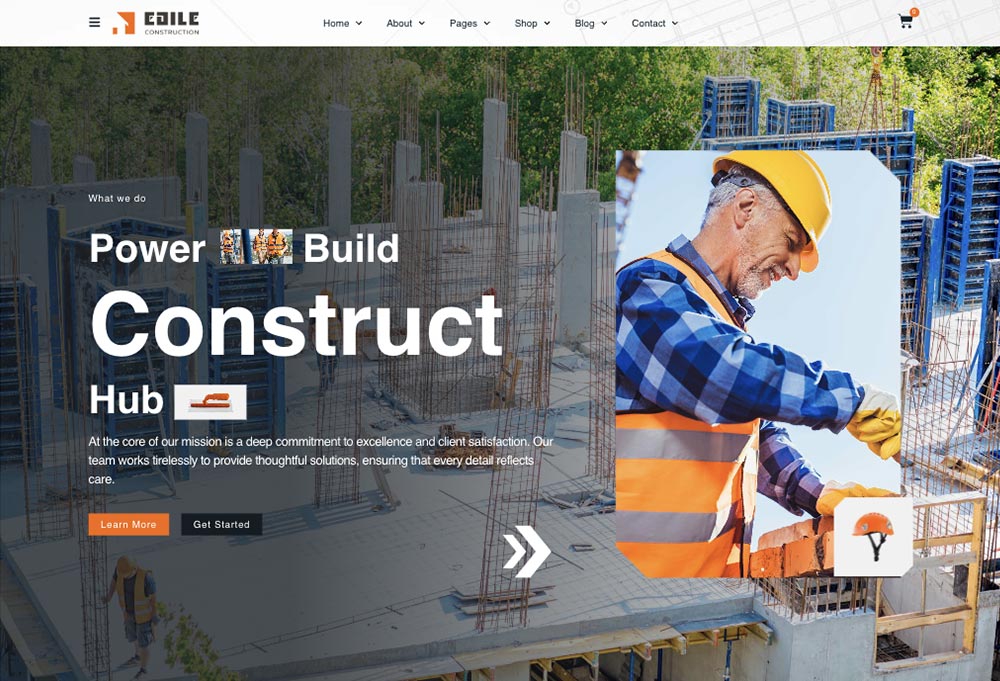 EDILE
CONSTRUCTION
Home About Pages Shop Blog Contact
0
What we do
Power Build
Construct
Hub
At the core of our mission is a deep commitment to excellence and client satisfaction. Our
team works tirelessly to provide thoughtful solutions, ensuring that every detail reflects
care.
Learn More Get Started